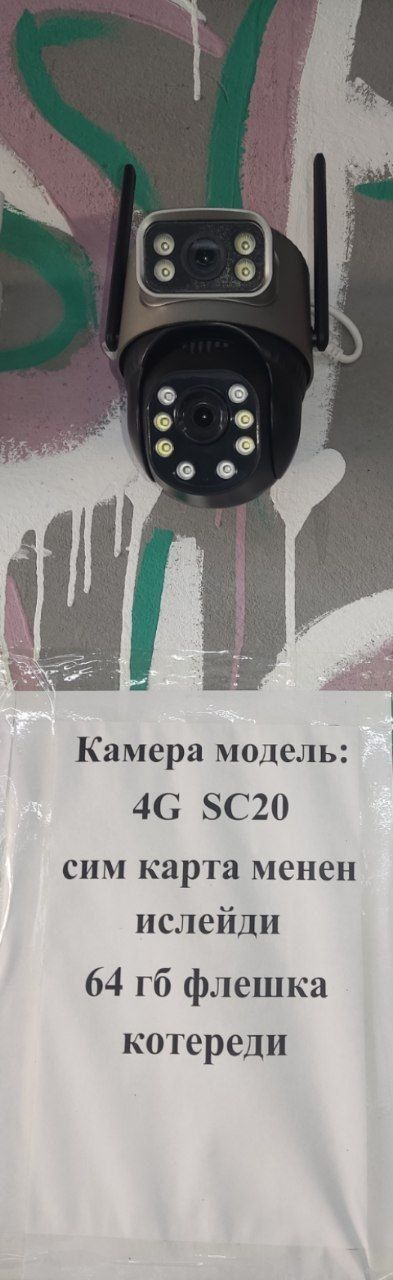 Камера модель:
4G SC20
сим карта менен
ислейди
64 гб флешка
котереди